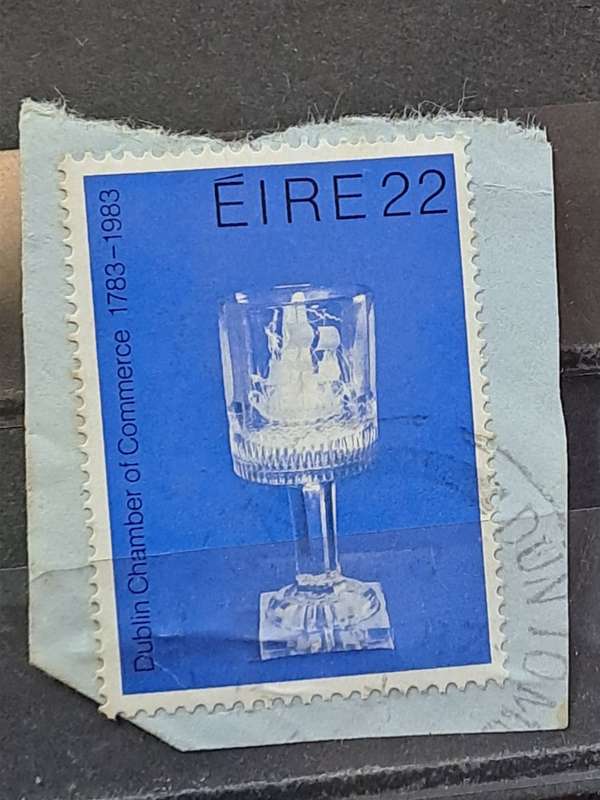 ÉIRE 22
Dublin Chamber of Commerce 1783–1983